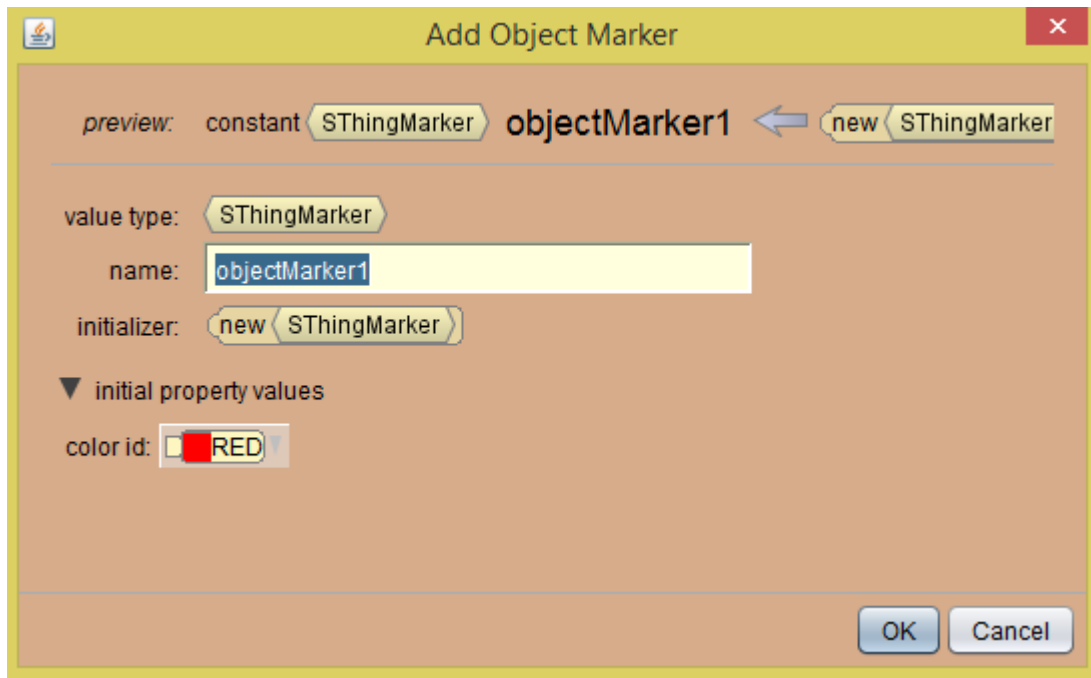 Add Object Marker
preview: constant SThingMarker objectMarker1 new SThingMarker
value type: SThingMarker
name: objectMarker1
initializer: new SThingMarker
initial property values
color id: RED
OK Cancel